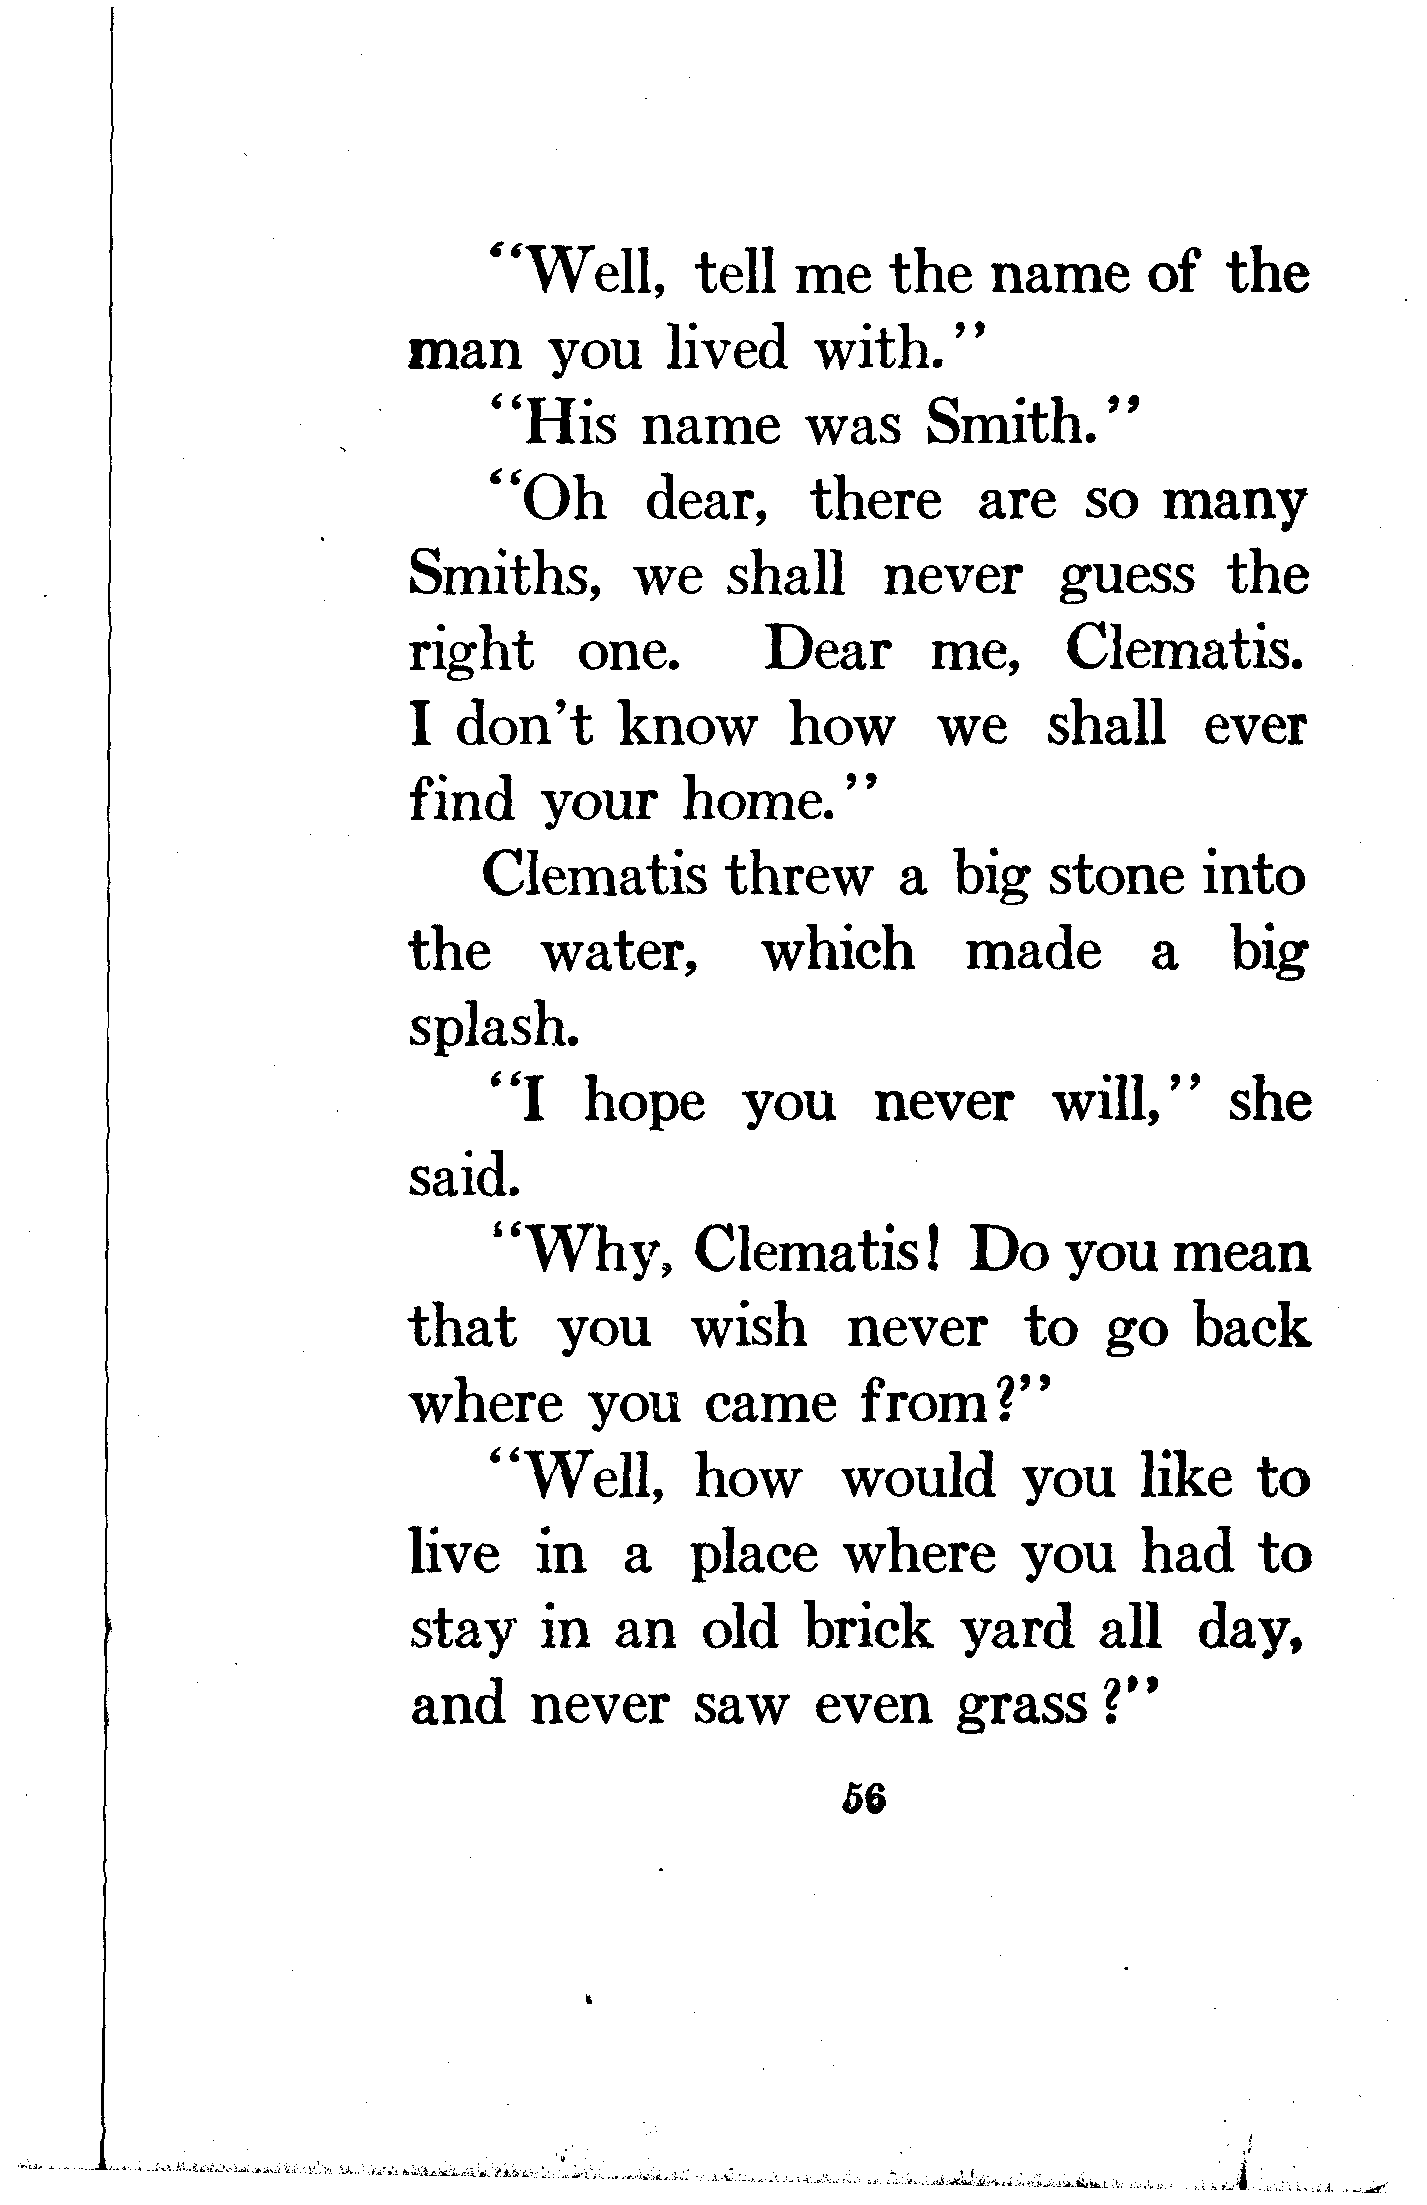 "Well, tell me the name of the
man you lived with."
"His name was Smith."
"Oh dear, there are so many
Smiths, we shall never guess the
right one. Dear me, Clematis.
I don't know how we shall ever
find your home."
Clematis threw a big stone into
the water, which made a big
splash.
"I hope you never will," she
said.
"Why, Clematis! Do you mean
that you wish never to go back
where you came from?"
"Well, how would you like to
live in a place where you had to
stay in an old brick yard all day,
and never saw even grass?"
56